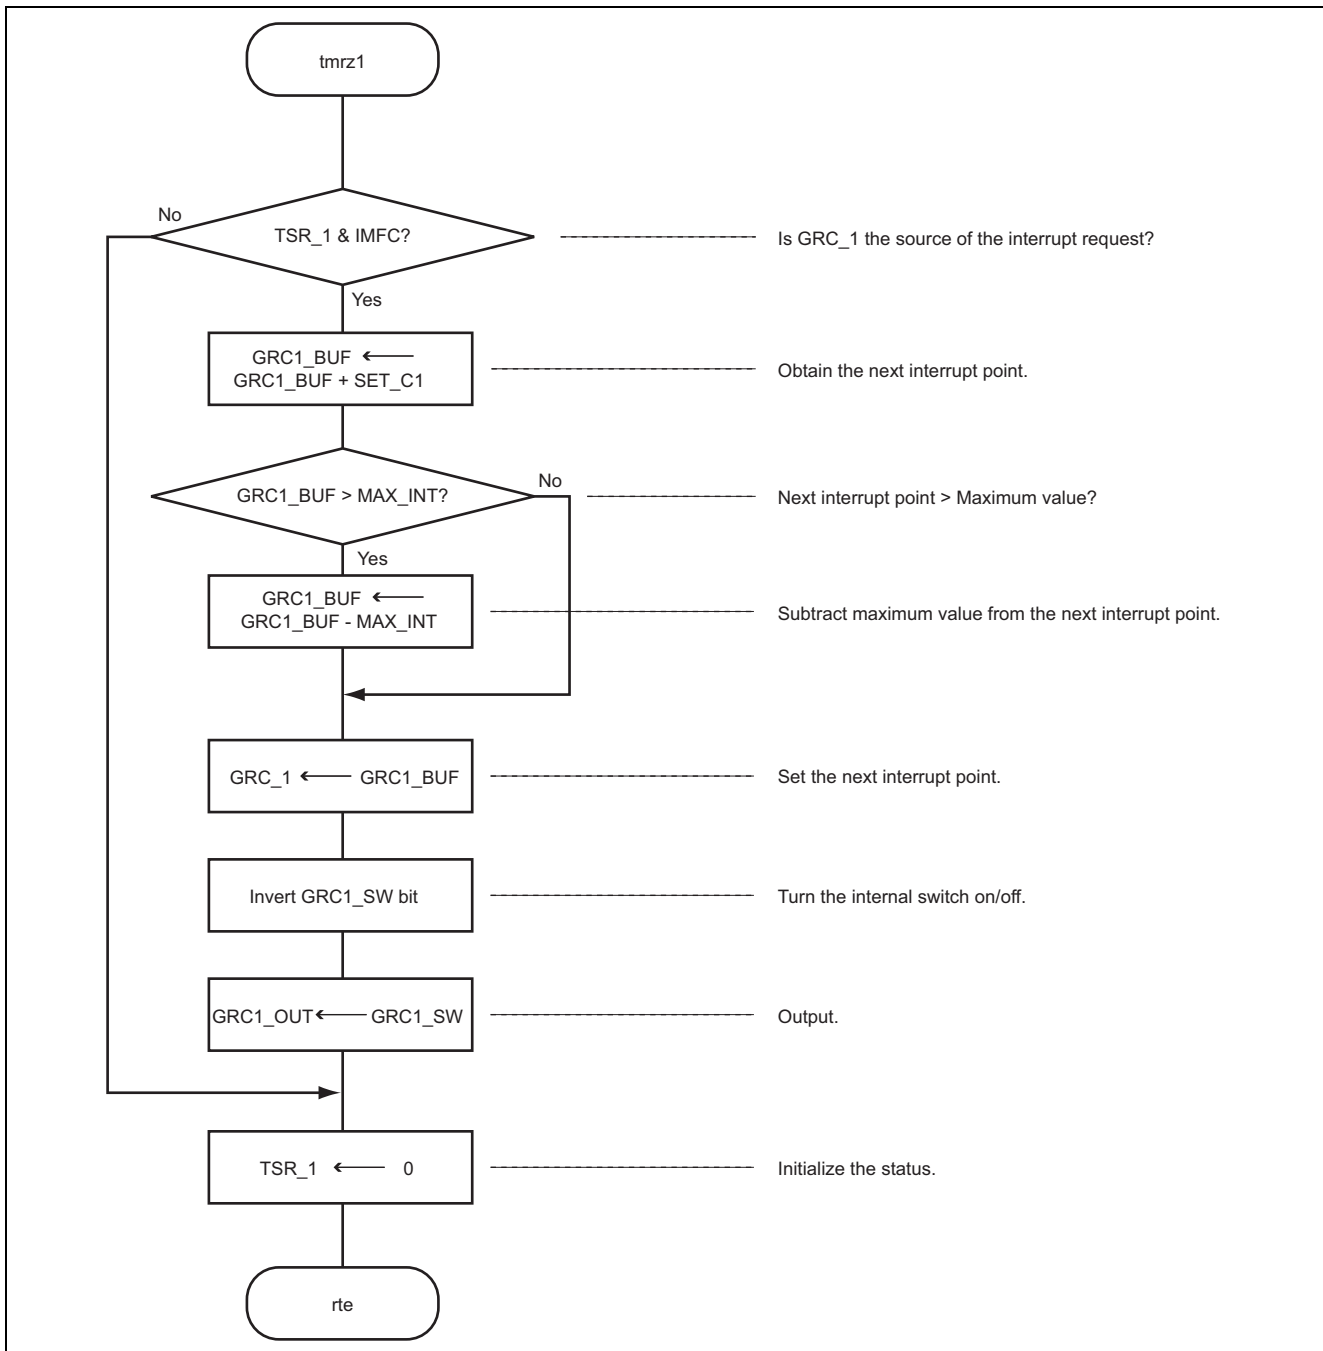 tmrz1
No
TSR_1 & IMFC?
Is GRC_1 the source of the interrupt request?
Yes
GRC1_BUF ←
GRC1_BUF + SET_C1
Obtain the next interrupt point.
GRC1_BUF > MAX_INT?
No
Next interrupt point > Maximum value?
Yes
GRC1_BUF ←
GRC1_BUF - MAX_INT
Subtract maximum value from the next interrupt point.
GRC_1 ← GRC1_BUF
Set the next interrupt point.
Invert GRC1_SW bit
Turn the internal switch on/off.
GRC1_OUT ← GRC1_SW
Output.
TSR_1 ← 0
Initialize the status.
rte